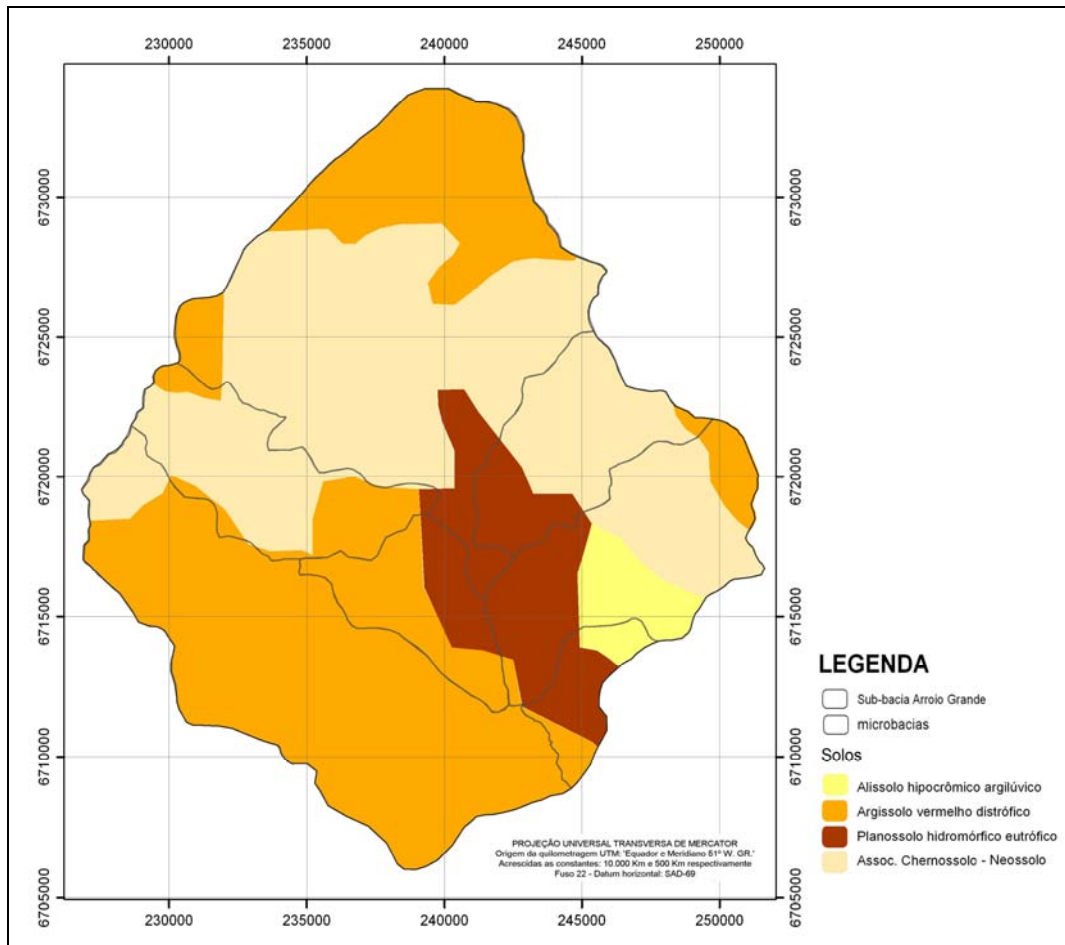 230000 235000 240000 245000 250000
6730000 6730000
6725000 6725000
6720000 6720000
6715000 6715000
6710000 6710000
6705000 6705000
230000 235000 240000 245000 250000
PROJEÇÃO UNIVERSAL TRANSVERSA DE MERCATOR
Origem da quilometragem UTM: "Equador e Meridiano 51º W. GR."
Acrescidas as constantes: 10.000 Km e 500 Km respectivamente
Fuso 22 - Datum horizontal: SAD-69
LEGENDA
Sub-bacia Arroio Grande
microbacias
Solos
Alissolo hipocrômico argilúvico
Argissolo vermelho distrófico
Planossolo hidromórfico eutrófico
Assoc. Chernossolo - Neossolo